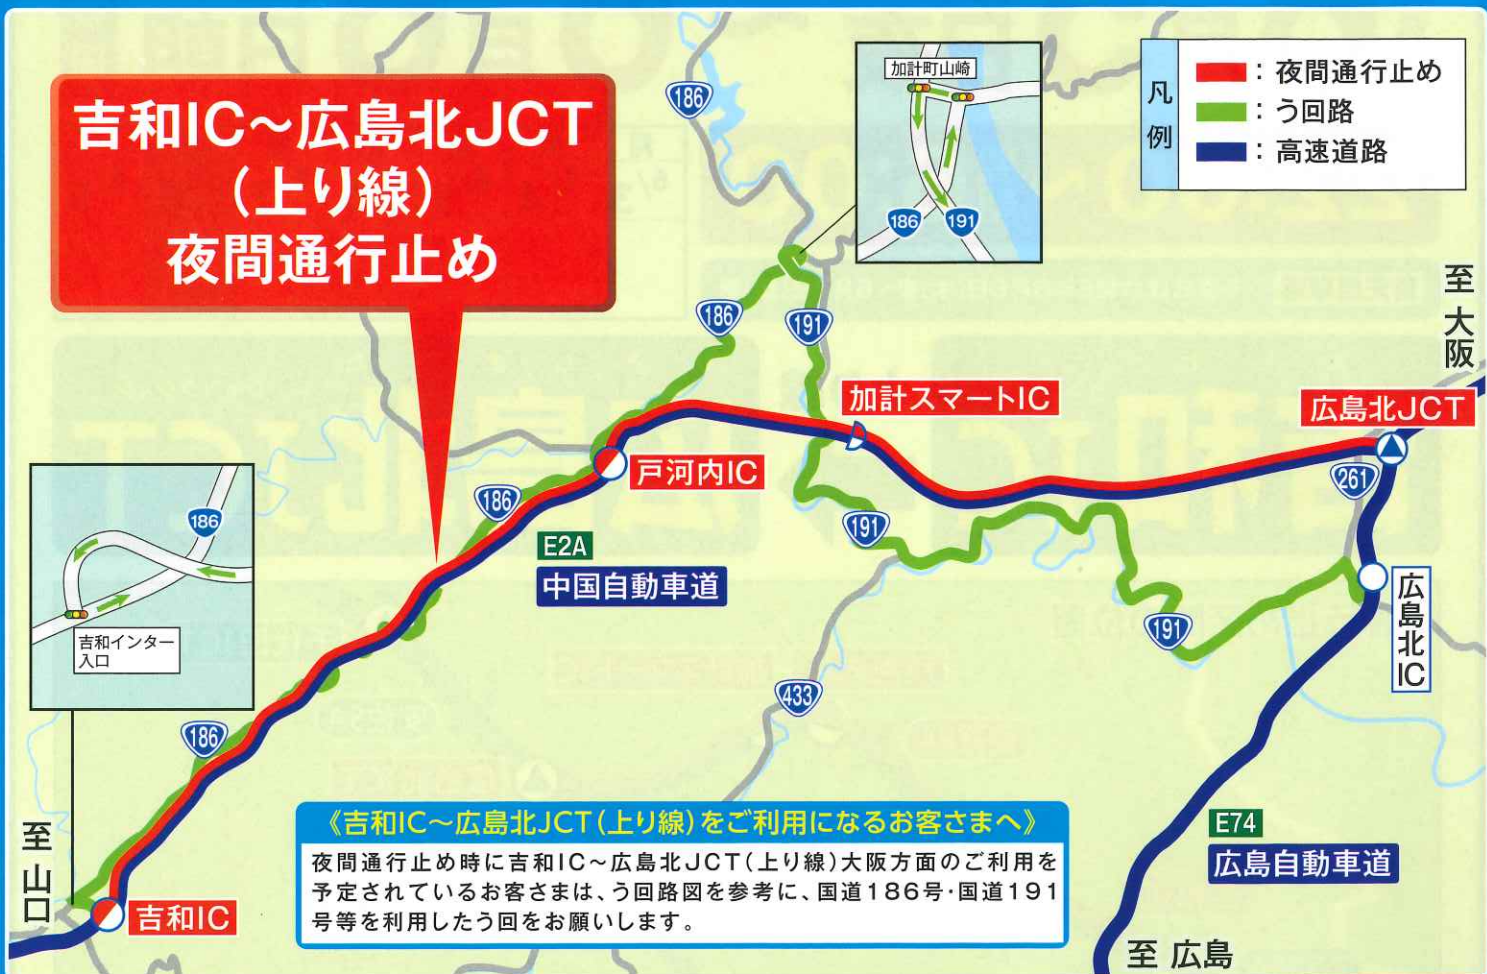 吉和IC～広島北JCT
（上り線）
夜間通行止め
186
加計町山崎
186
191
凡例
：夜間通行止め
：う回路
：高速道路
至 大阪
186
191
加計スマートIC
広島北JCT
261
戸河内IC
186
186
吉和インター
入口
E2A
中国自動車道
191
191
広島北IC
433
186
《吉和IC～広島北JCT（上り線）をご利用になるお客さまへ》
夜間通行止め時に吉和IC～広島北JCT（上り線）大阪方面のご利用を
予定されているお客さまは、う回路図を参考に、国道186号・国道191
号等を利用したう回をお願いします。
E74
広島自動車道
至 山口
吉和IC
至 広島